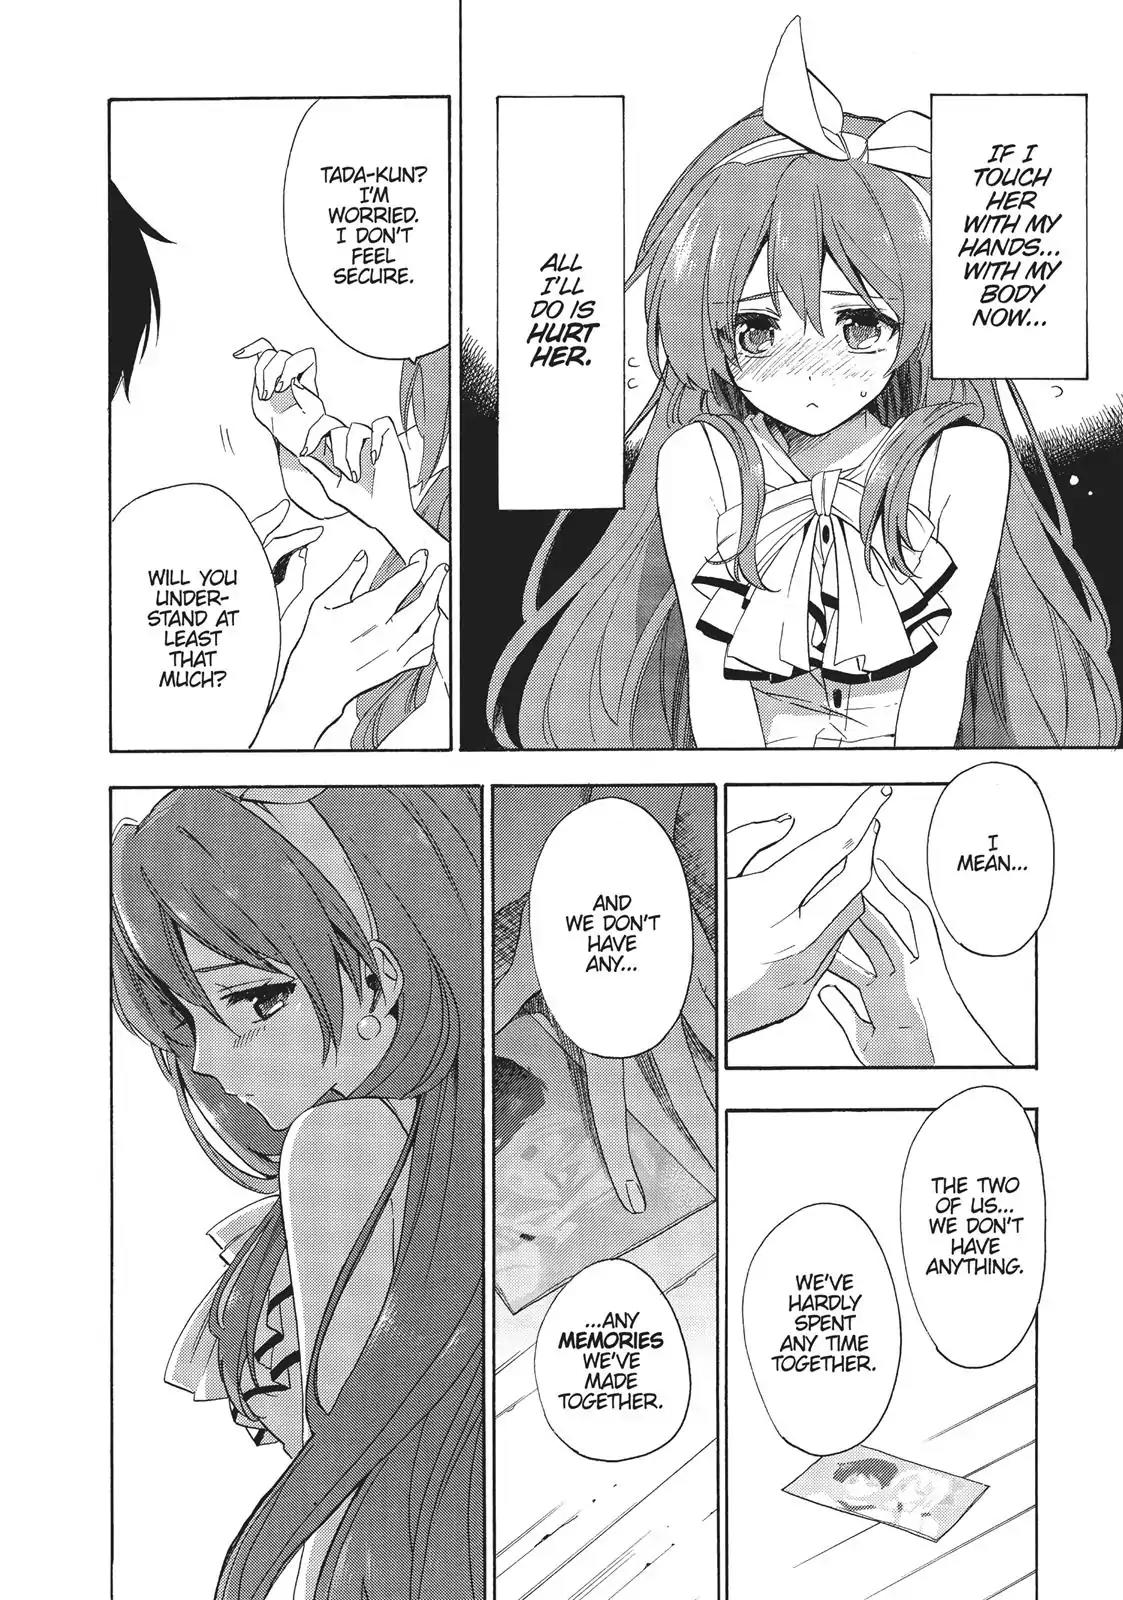 IF I
TOUCH
HER
WITH MY
HANDS...
WITH MY
BODY
NOW...
ALL
I'LL
DO IS
HURT
HER.
TADA-KUN?
I'M
WORRIED.
I DON'T
FEEL
SECURE.
WILL YOU
UNDER-
STAND AT
LEAST
THAT
MUCH?
I
MEAN...
THE TWO
OF US...
WE DON'T
HAVE
ANYTHING.
WE'VE
HARDLY
SPENT
ANY TIME
TOGETHER.
AND
WE DON'T
HAVE
ANY...
...ANY
MEMORIES
WE'VE
MADE
TOGETHER.